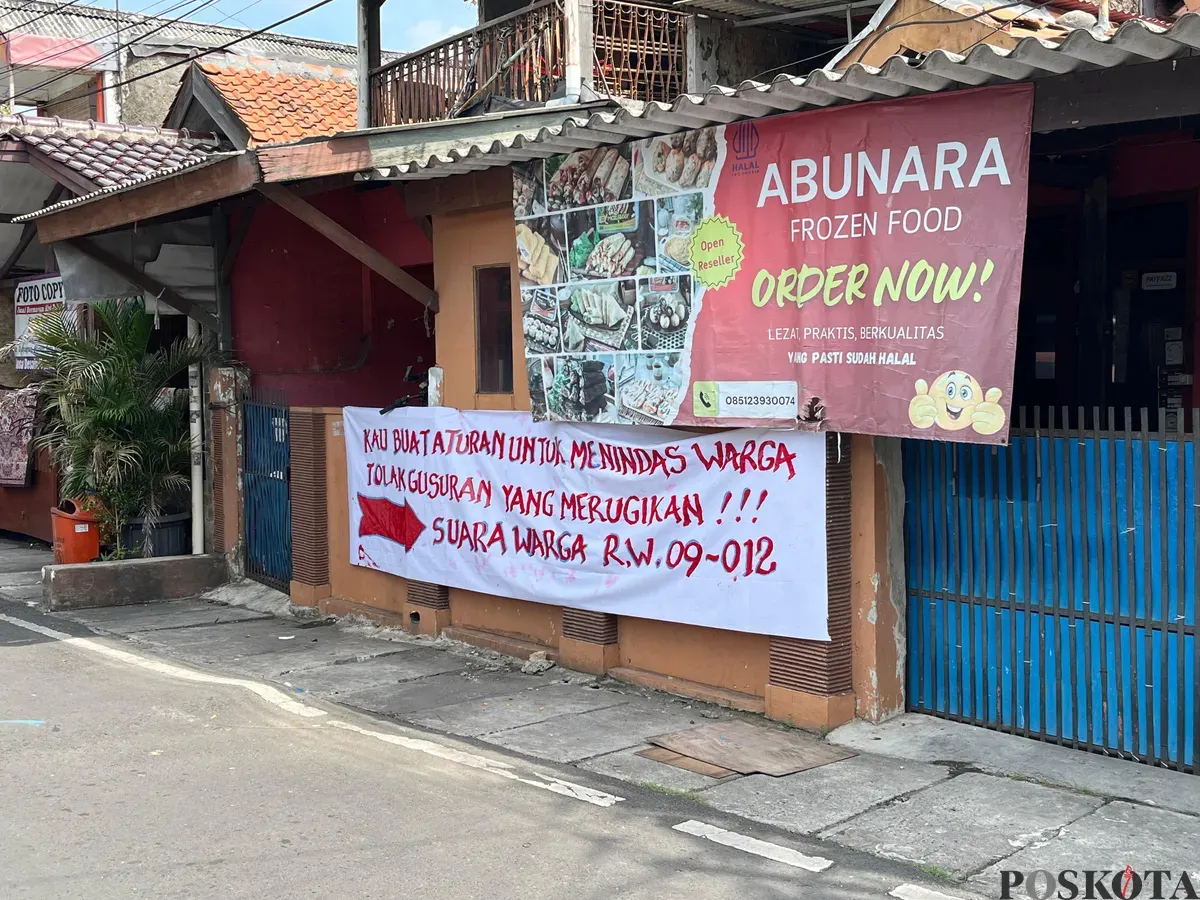 FOTO COPY
HALAL
INDONESIA
ABUNARA
FROZEN FOOD
Open
Reseller
ORDER NOW!
LEZAT, PRAKTIS, BERKUALITAS
YANG PASTI SUDAH HALAL
085123930074
KAU BUAT ATURAN UNTUK MENINDAS WARGA
TOLAK GUSURAN YANG MERUGIKAN !!!
SUARA WARGA R.W. 09~012
POSKOTA